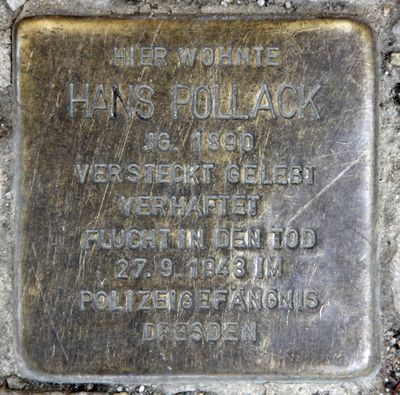 HIER WOHNTE
HANS POLLACK
JG. 1890
VERSTECKT GELEBT
VERHAFTET
FLUCHT IN DEN TOD
27.9.1943 IM
POLIZEIGEFÄNGNIS
DRESDEN